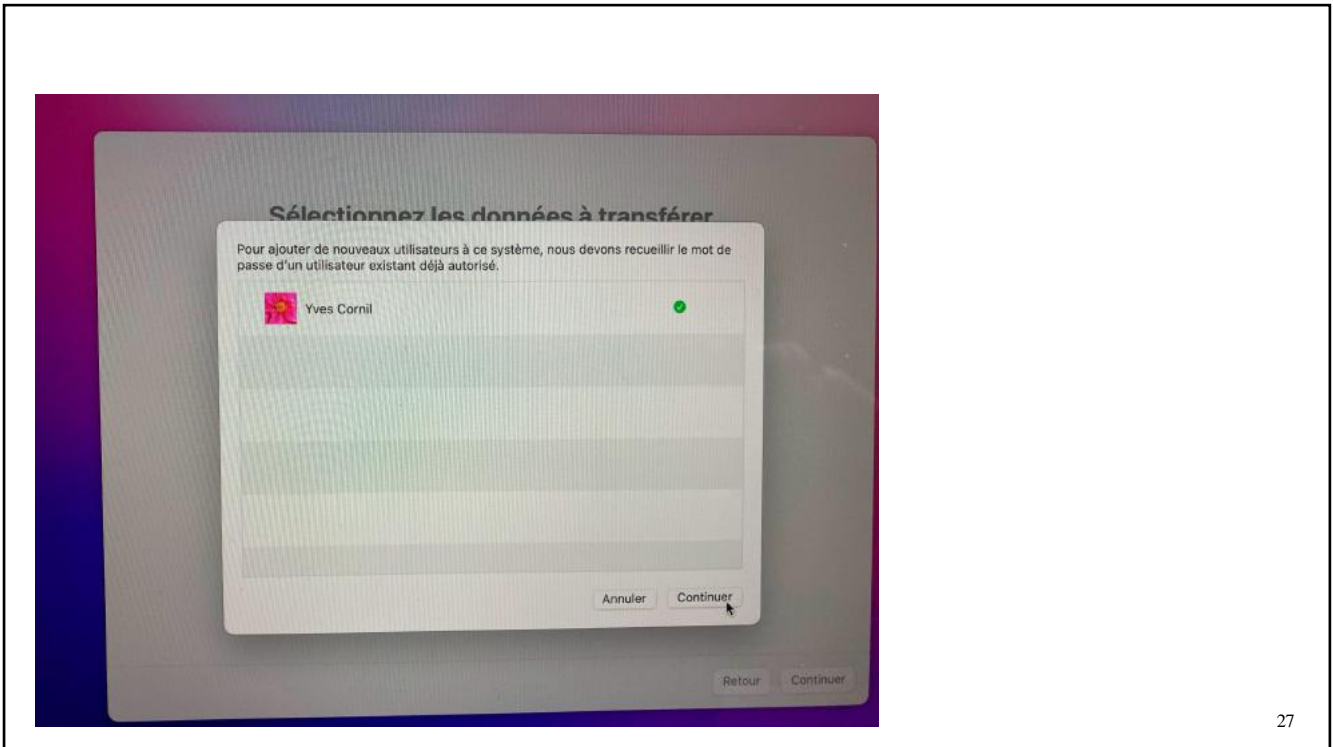 Sélectionnez les données à transférer
Pour ajouter de nouveaux utilisateurs à ce système, nous devons recueillir le mot de
passe d'un utilisateur existant déjà autorisé.
Yves Cornil
Annuler Continuer
Retour Continuer
27